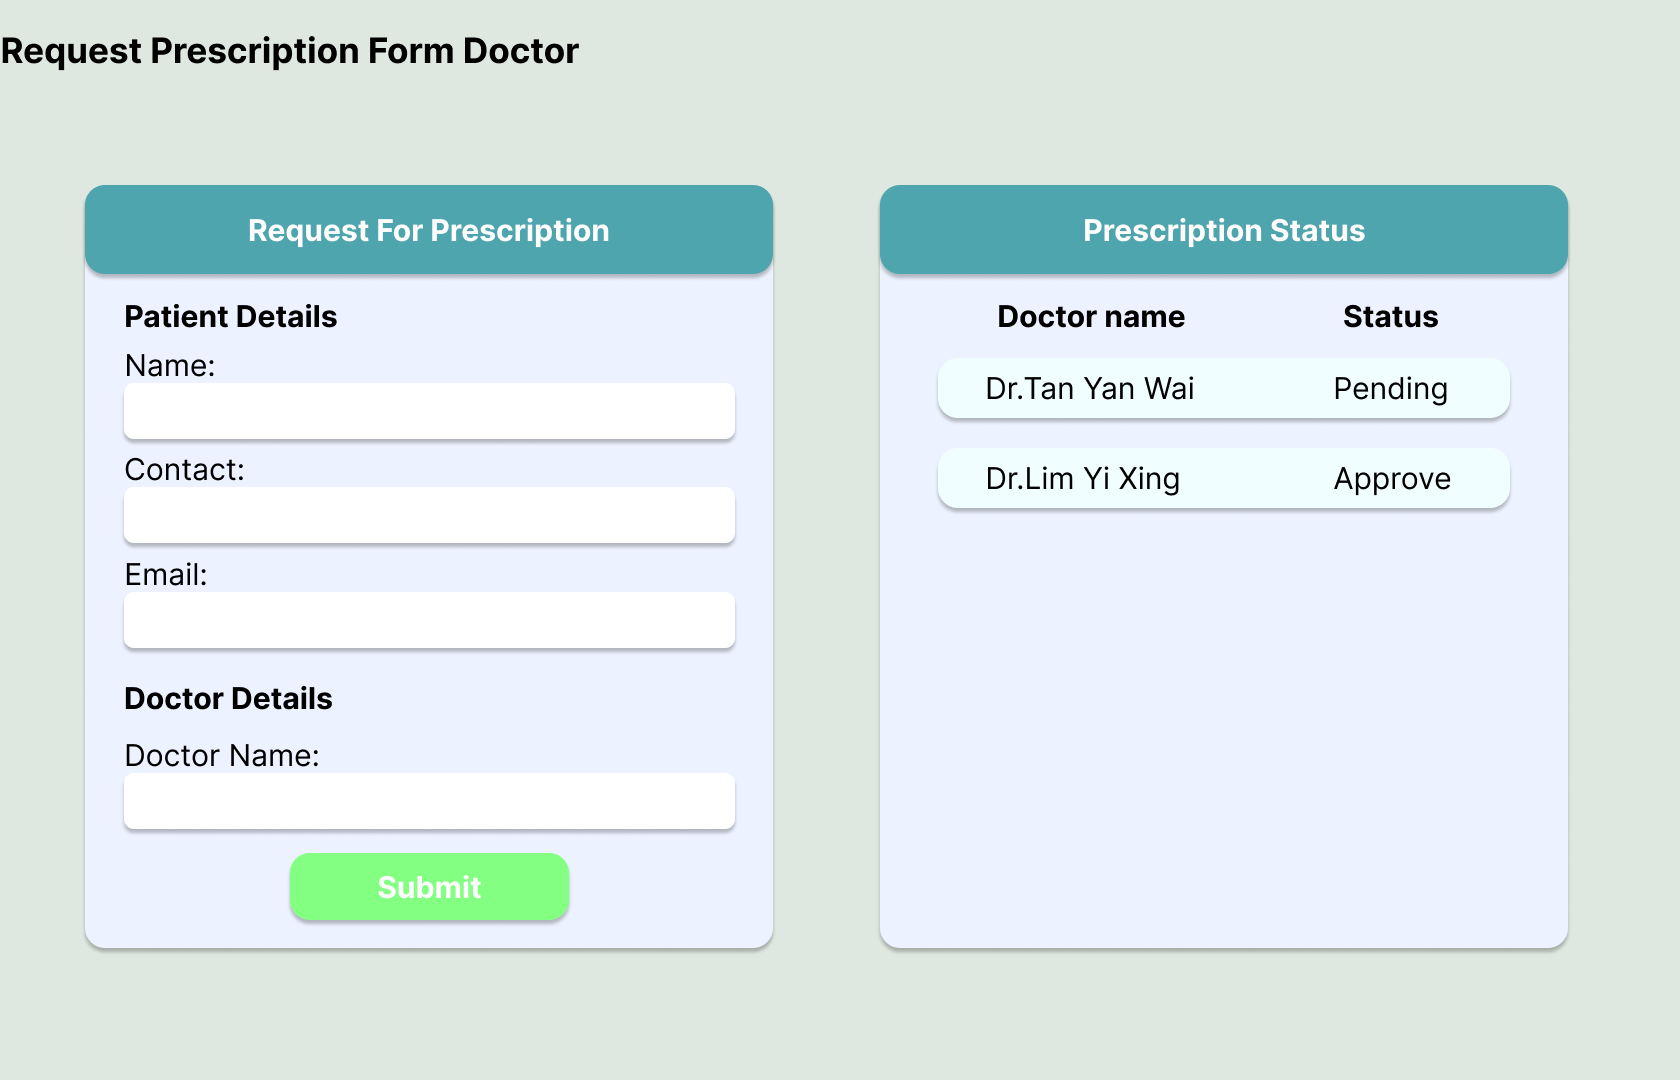 Request Prescription Form Doctor
Request For Prescription
Patient Details
Name:
Contact:
Email:
Doctor Details
Doctor Name:
Submit
Prescription Status
Doctor name Status
Dr.Tan Yan Wai Pending
Dr.Lim Yi Xing Approve